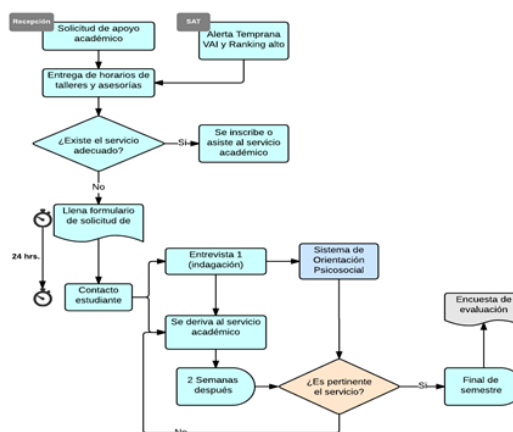 Recepción
Solicitud de apoyo
académico
SAT
Alerta Temprana
VAI y Ranking alto
Entrega de horarios de
talleres y asesorías
¿Existe el servicio
adecuado?
Si
Se inscribe o
asiste al servicio
académico
No
Llena formulario
de solicitud de
24 hrs.
Contacto
estudiante
Entrevista 1
(indagación)
Sistema de
Orientación
Psicosocial
Se deriva al servicio
académico
2 Semanas
después
¿Es pertinente
el servicio?
Si
Final de
semestre
Encuesta de
evaluación
No